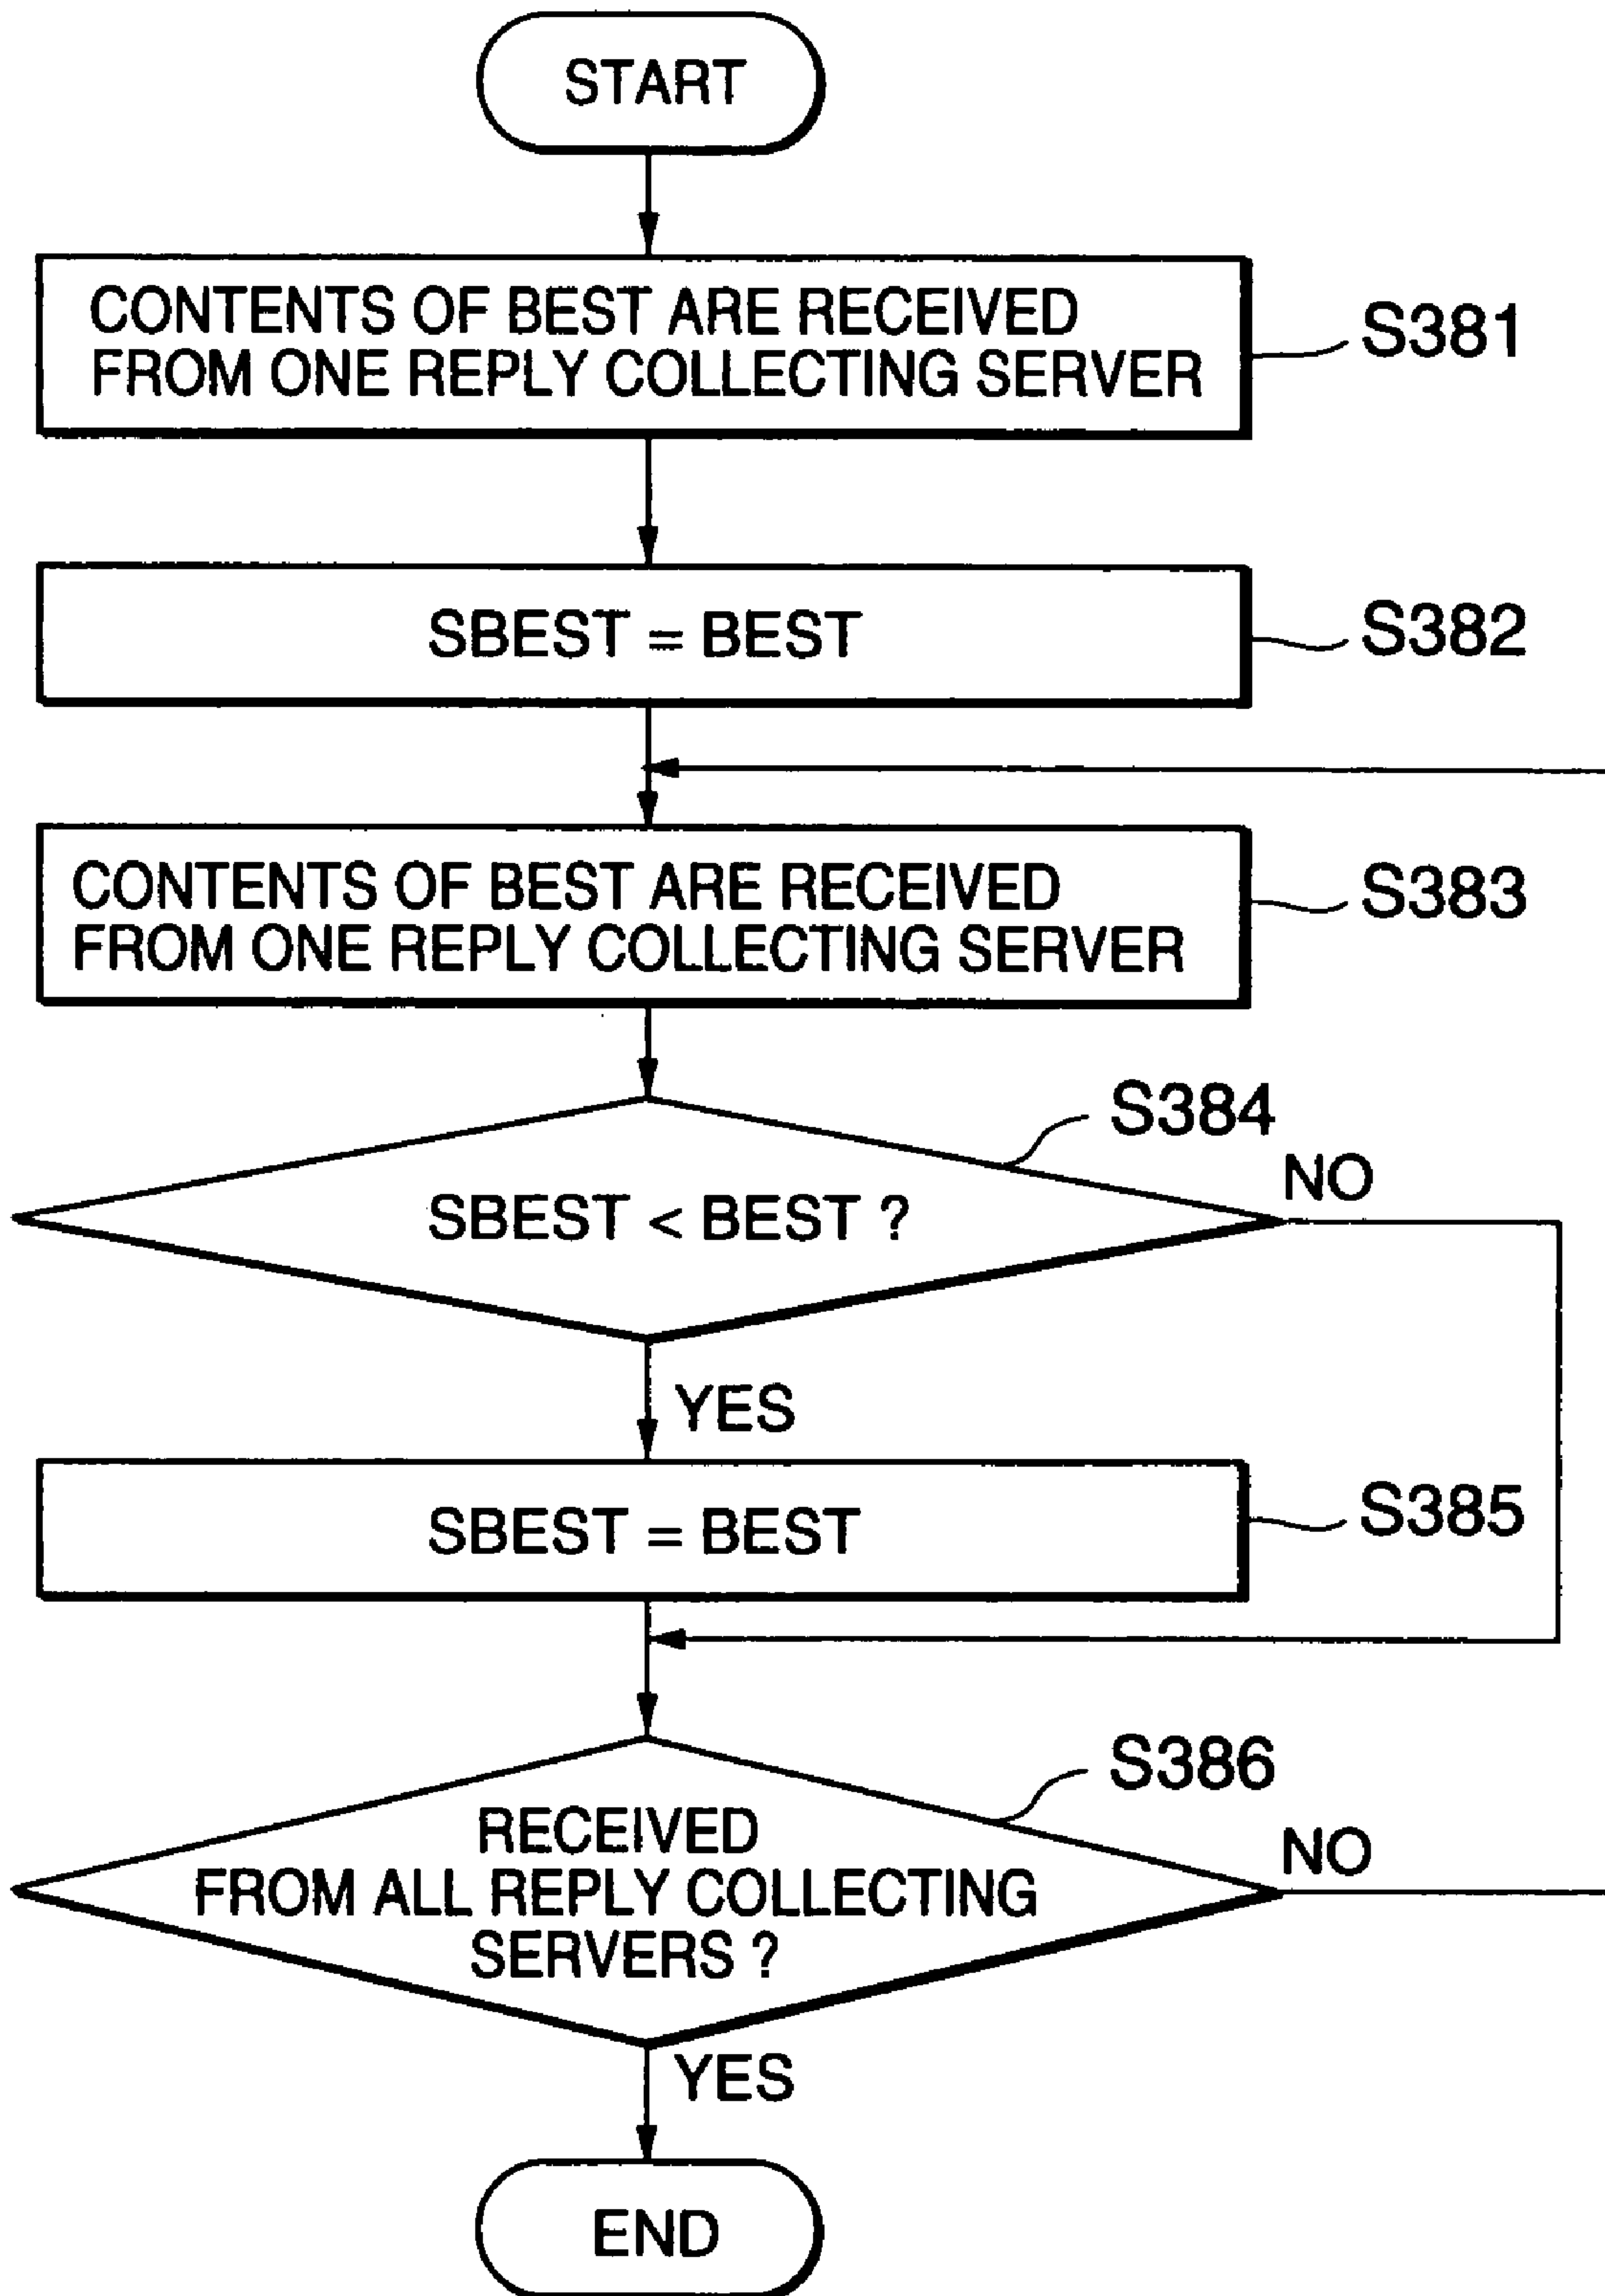 START
CONTENTS OF BEST ARE RECEIVED
FROM ONE REPLY COLLECTING SERVER
S381
SBEST = BEST
S382
CONTENTS OF BEST ARE RECEIVED
FROM ONE REPLY COLLECTING SERVER
S383
S384
SBEST < BEST ?
NO
YES
SBEST = BEST
S385
S386
RECEIVED
FROM ALL REPLY COLLECTING
SERVERS ?
NO
YES
END